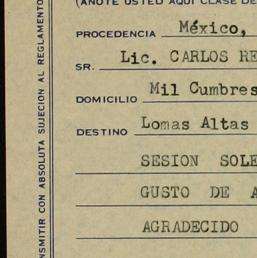 (ANOTE USTED AQUI CLASE DE
PROCEDENCIA México,
SR. Lic. CARLOS RE
DOMICILIO Mil Cumbres
DESTINO Lomas Altas
SESION SOLE
GUSTO DE A
AGRADECIDO
NSMITIR CON ABSOLUTA SUJECION AL REGLAMENTO